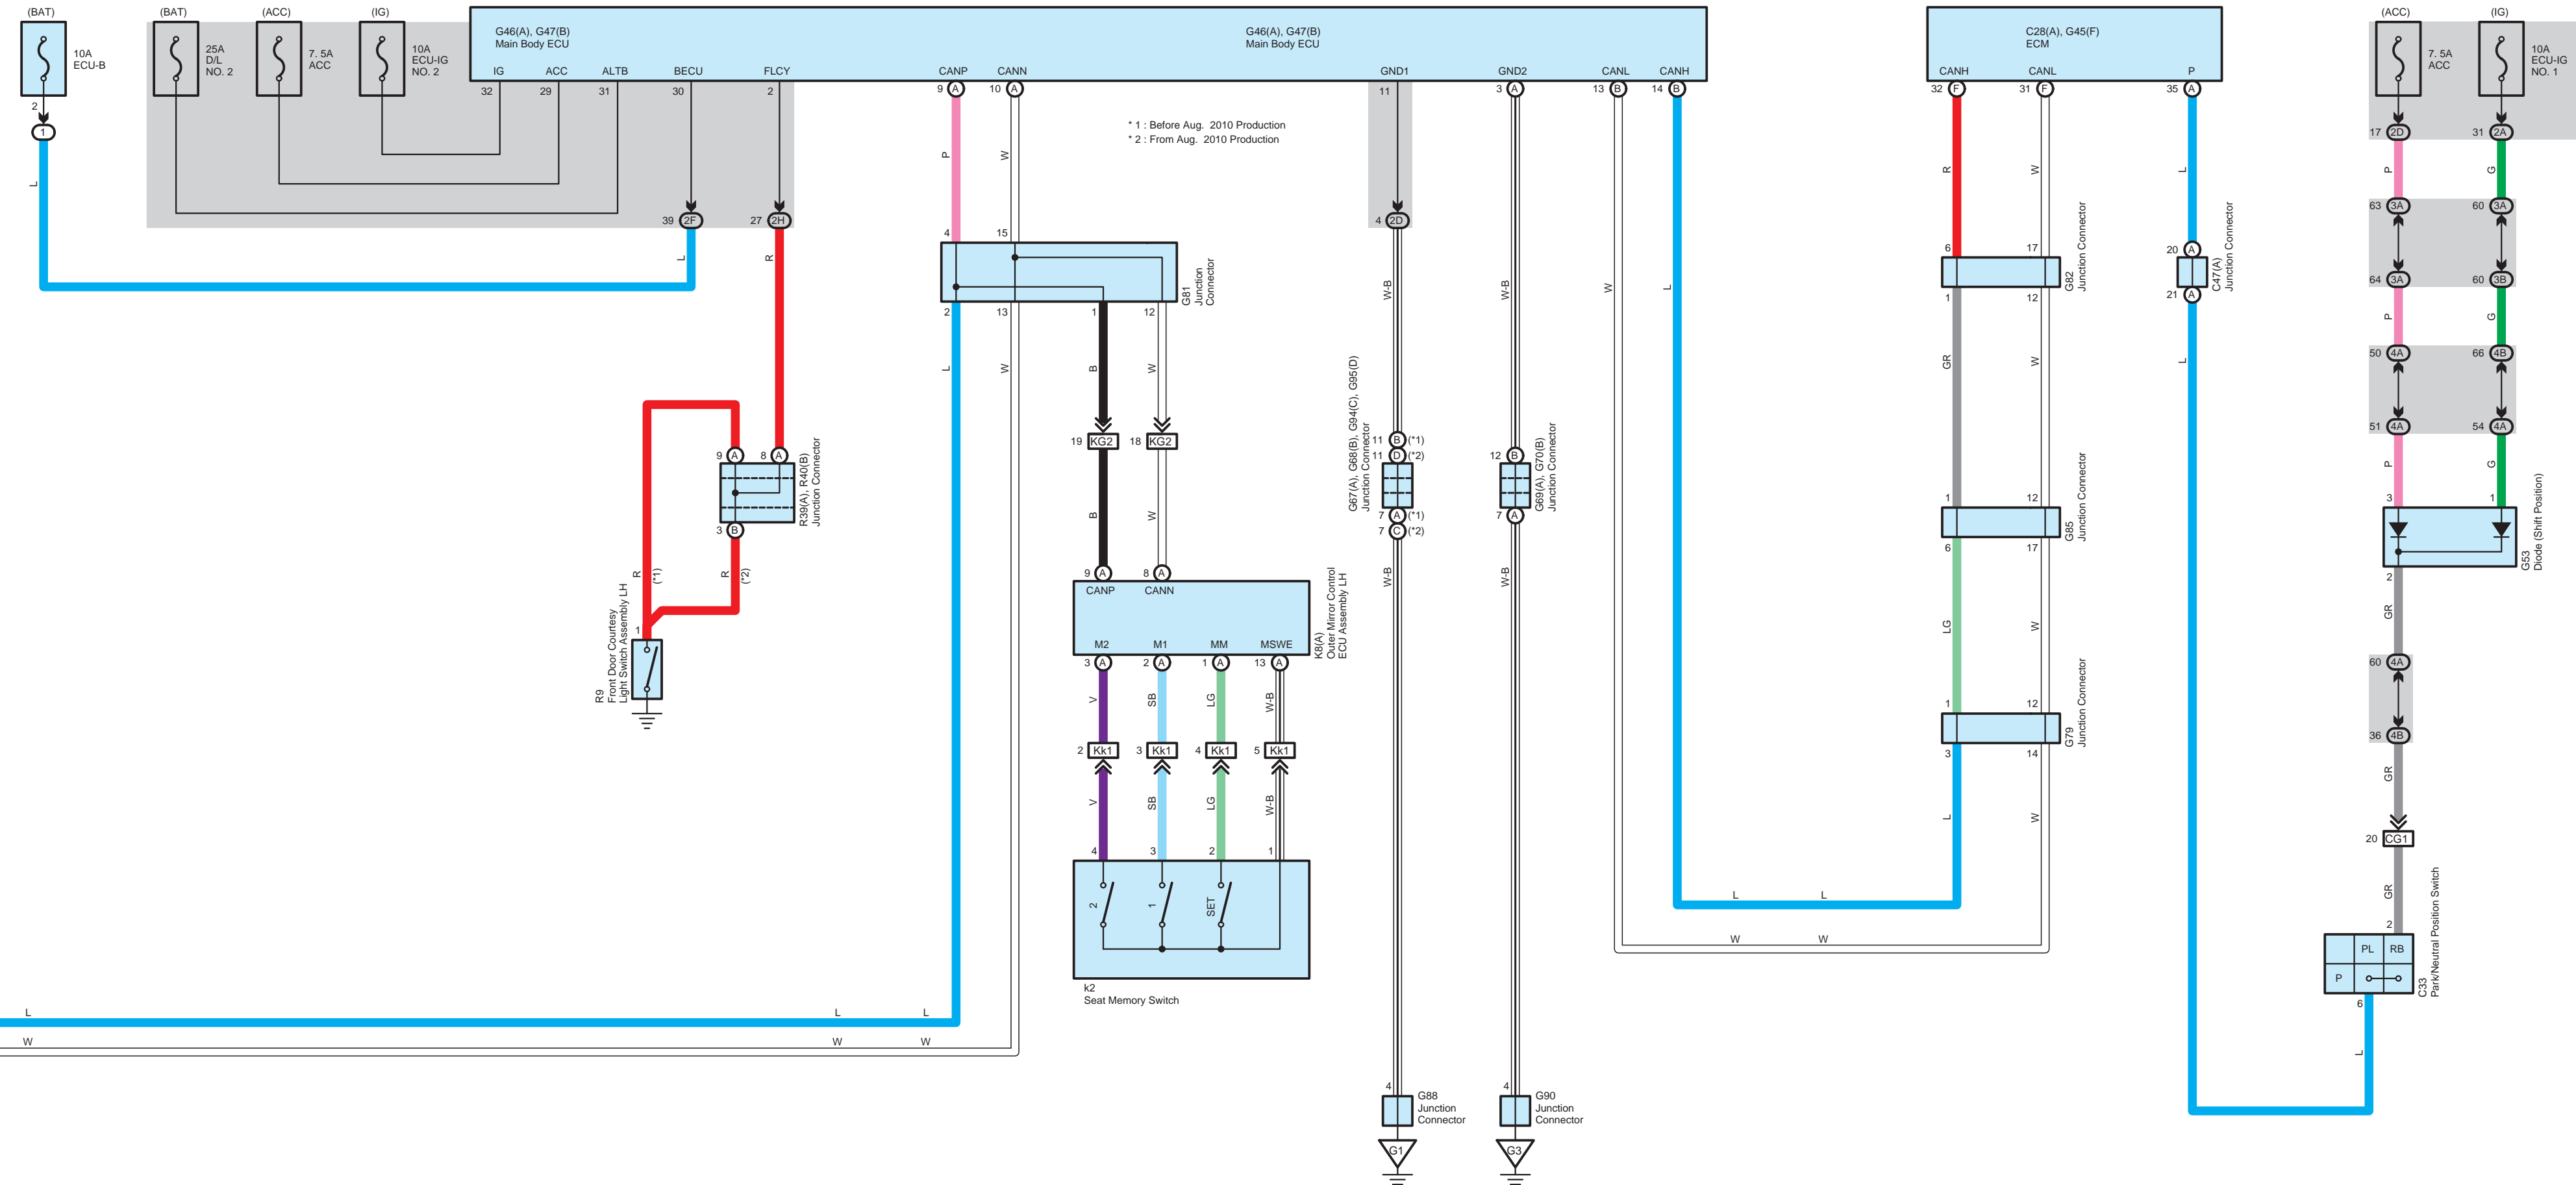 (BAT)
(BAT)
(ACC)
(IG)
(ACC)
(IG)
10A
ECU-B
25A
D/L
NO. 2
7. 5A
ACC
10A
ECU-IG
NO. 2
G46(A), G47(B)
Main Body ECU
G46(A), G47(B)
Main Body ECU
C28(A), G45(F)
ECM
7. 5A
ACC
10A
ECU-IG
NO. 1
IG
ACC
ALTB
BECU
FLCY
CANP
CANN
GND1
GND2
CANL
CANH
CANH
CANL
P
32
29
31
30
2
9 A
10 A
11
3 A
13 B
14 B
32 F
31 F
35 A
2
1
17 2D
31 2A
* 1 : Before Aug. 2010 Production
* 2 : From Aug. 2010 Production
L
P
W
R
W
L
P
G
39 2F
27 2H
4 2D
63 3A
60 3A
L
R
4
15
G81
Junction
Connector
2
13
1
12
W-B
W-B
W
L
6
17
G82
Junction Connector
1
12
20 A
21 A
C47(A)
Junction Connector
64 3A
60 3B
P
G
L
W
B
W
GR
W
L
50 4A
66 4B
51 4A
54 4A
19 KG2
18 KG2
9 A
8 A
3 B
R39(A), R40(B)
Junction Connector
11 B (*1)
11 D (*2)
7 A (*1)
7 C (*2)
G67(A), G68(B), G94(C), G95(D)
Junction Connector
12 B
7 A
G69(A), G70(B)
Junction Connector
P
G
1
12
G85
Junction Connector
6
17
3
1
G53
Diode (Shift Position)
2
B
W
R
(*1)
R
(*2)
W-B
W-B
9 A
8 A
CANP
CANN
M2
M1
MM
MSWE
K8(A)
Outer Mirror Control
ECU Assembly LH
3 A
2 A
1 A
13 A
1
R9
Front Door Courtesy
Light Switch Assembly LH
LG
W
GR
60 4A
36 4B
V
SB
LG
W-B
1
12
G79
Junction Connector
3
14
2 Kk1
3 Kk1
4 Kk1
5 Kk1
V
SB
LG
W-B
L
W
GR
20 CG1
4
3
2
1
2
1
SET
k2
Seat Memory Switch
L
L
W
W
GR
2
PL
RB
P
C33
Park/Neutral Position Switch
6
L
L
L
L
W
W
W
4
G88
Junction
Connector
G1
4
G90
Junction
Connector
G3